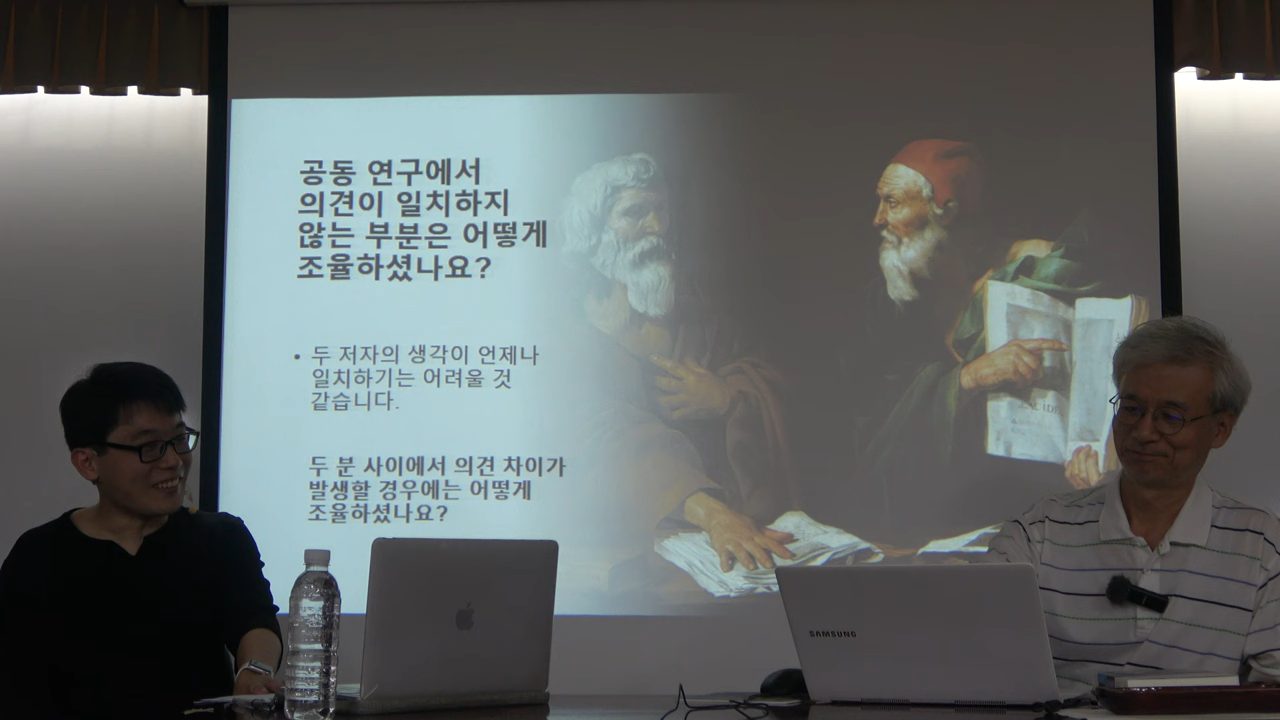 공동 연구에서
의견이 일치하지
않는 부분은 어떻게
조율하셨나요?
• 두 저자의 생각이 언제나
일치하기는 어려울 것
같습니다.
두 분 사이에서 의견 차이가
발생할 경우에는 어떻게
조율하셨나요?
SAMSUNG